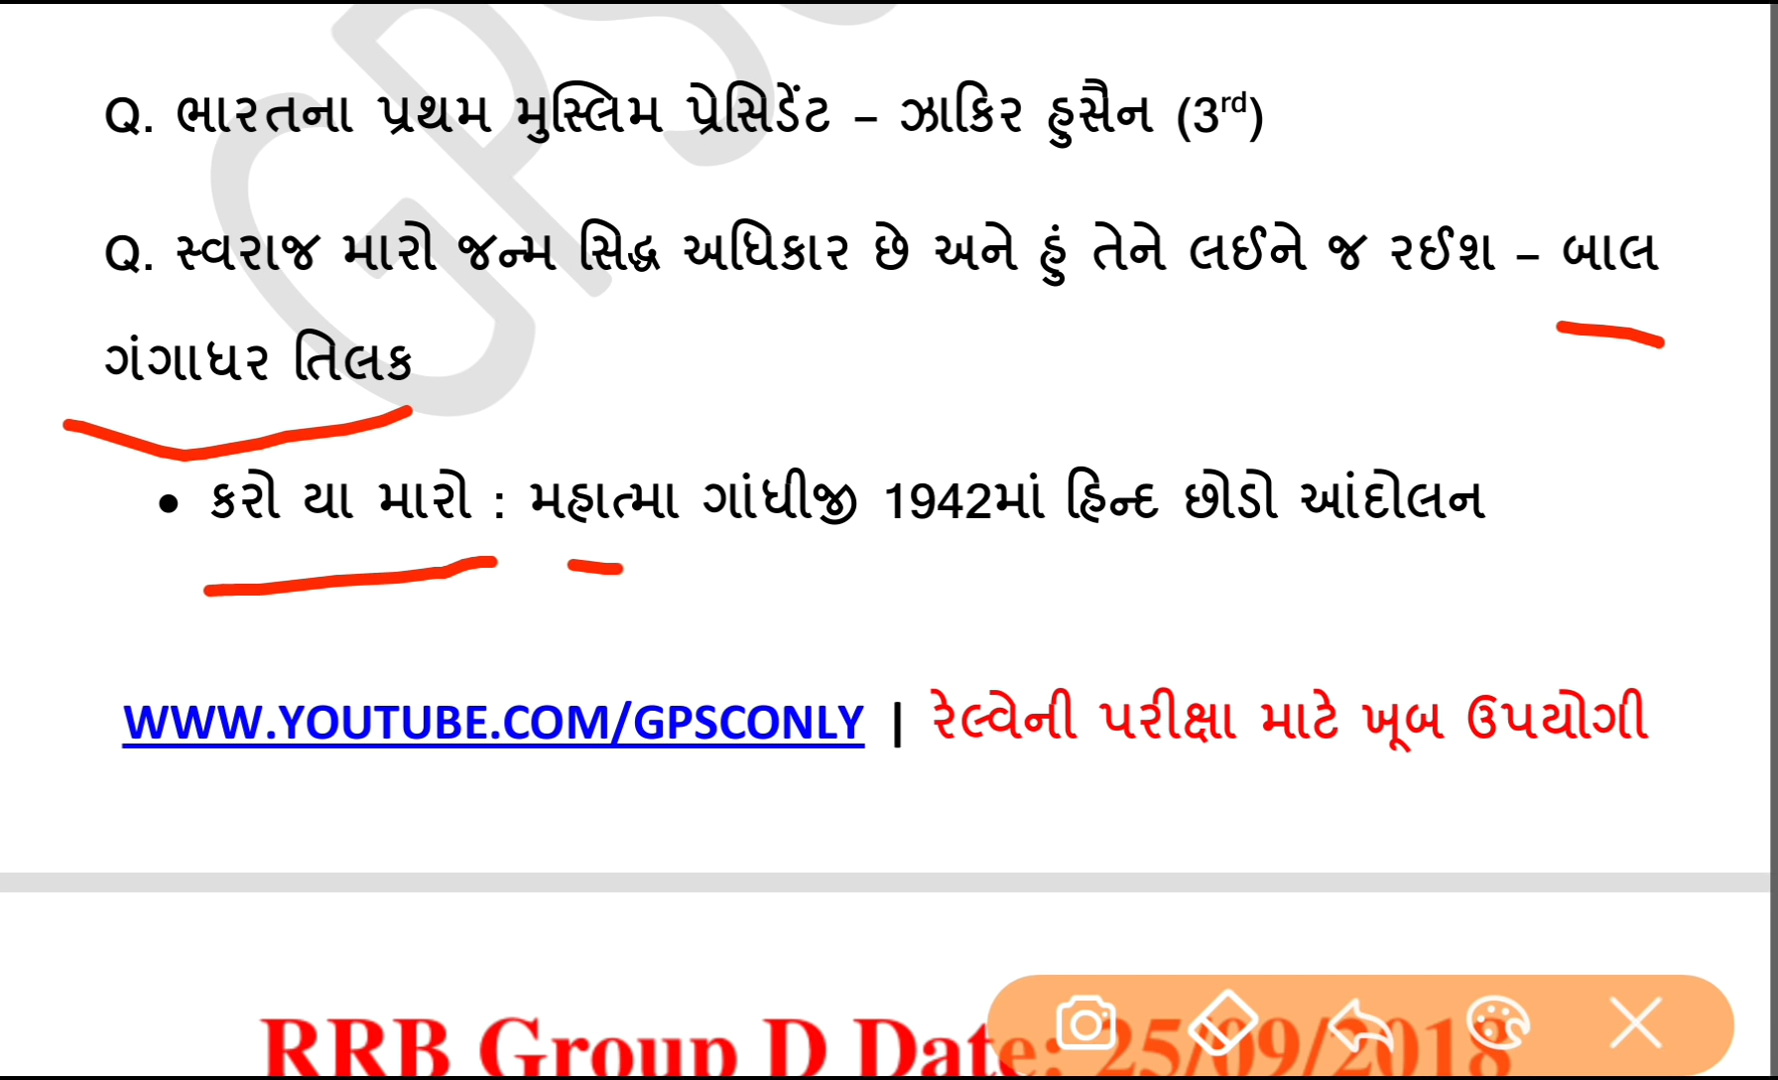 Q. ભારતના પ્રથમ મુસ્લિમ પ્રેસિડેંટ – ઝાકિર હુસૈન (3rd)
Q. સ્વરાજ મારો જન્મ સિદ્ધ અધિકાર છે અને હું તેને લઈને જ રઈશ – બાલ
ગંગાધર તિલક
• કરો યા મારો : મહાત્મા ગાંધીજી 1942માં હિન્દ છોડો આંદોલન
WWW.YOUTUBE.COM/GPSCONLY | રેલ્વેની પરીક્ષા માટે ખૂબ ઉપયોગી
RRB Group D Date: 25/09/2018